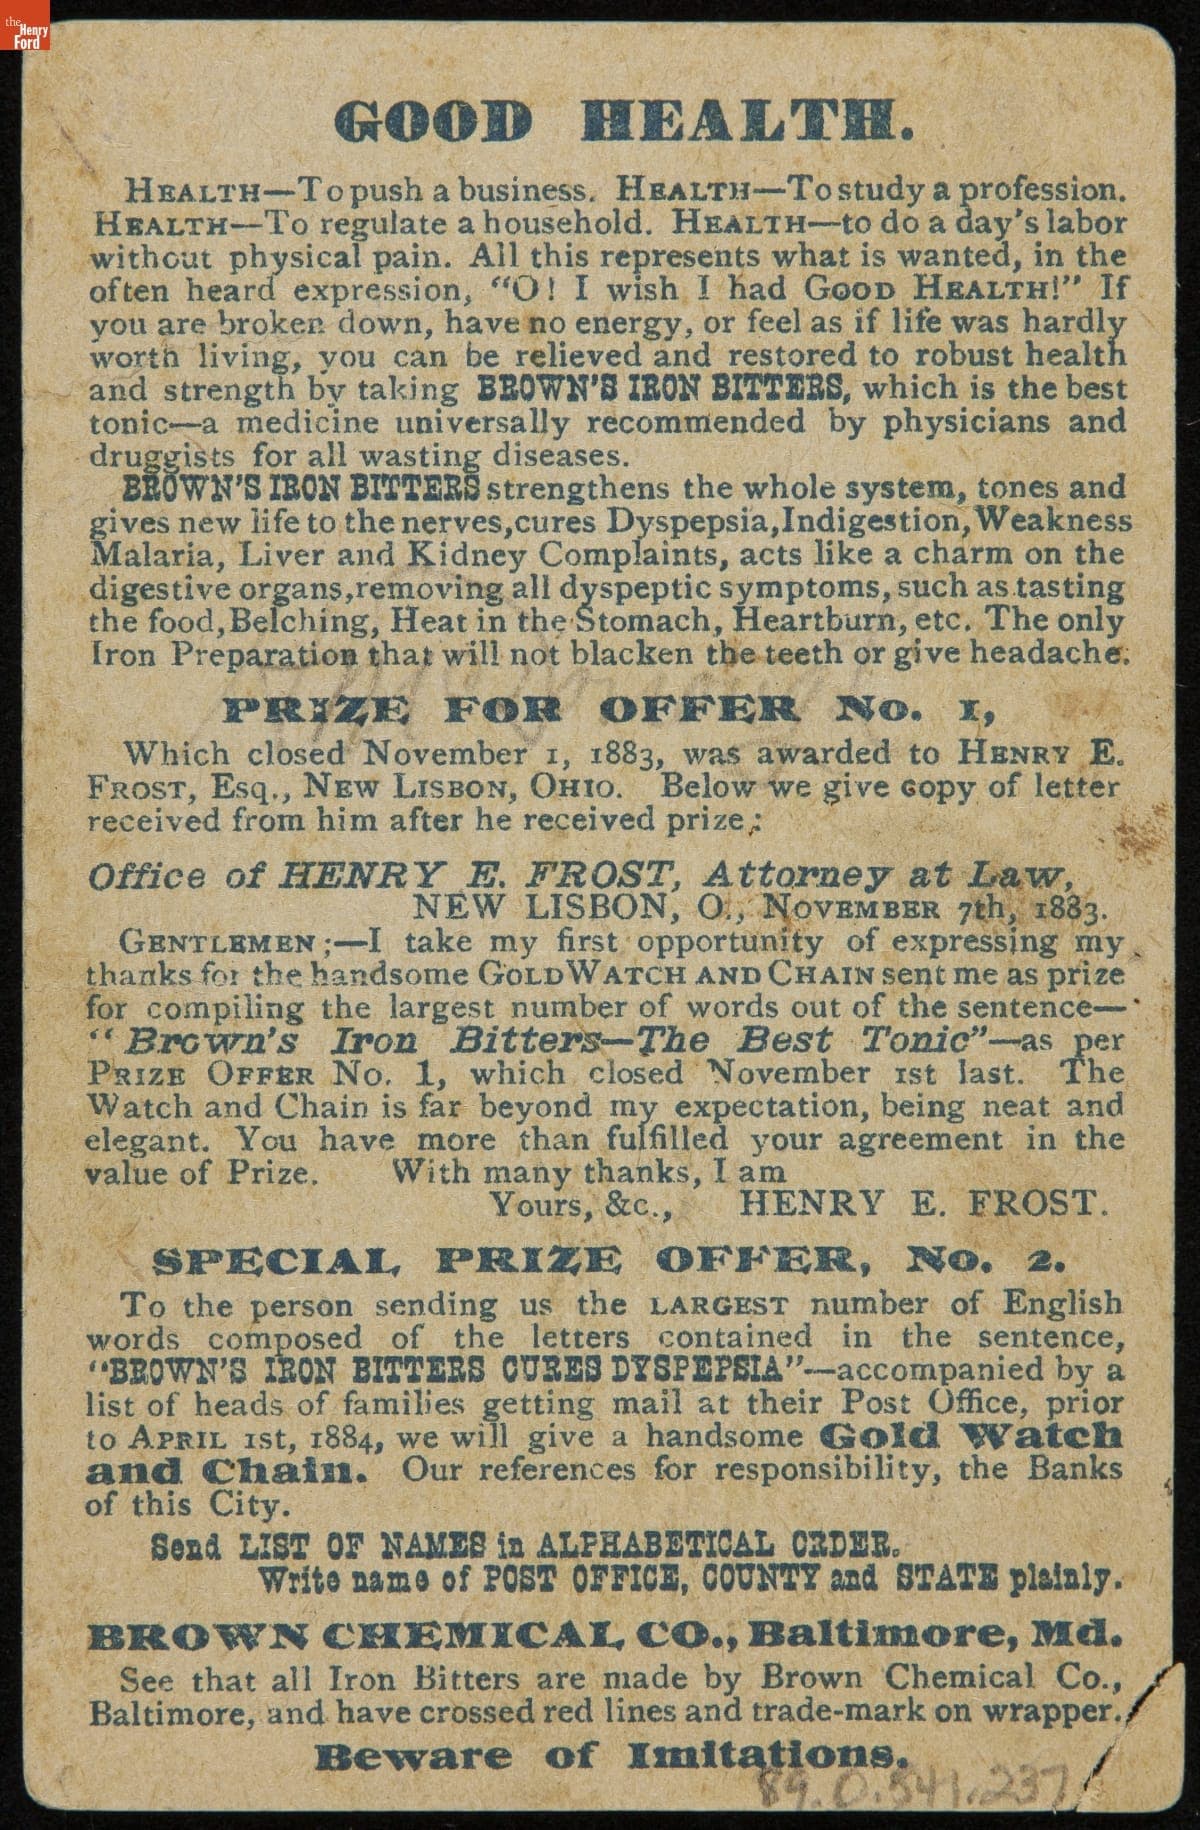 the
Henry
Ford
GOOD HEALTH.
HEALTH—To push a business. HEALTH—To study a profession.
HEALTH—To regulate a household. HEALTH—to do a day's labor
without physical pain. All this represents what is wanted, in the
often heard expression, "O! I wish I had GOOD HEALTH!" If
you are broken down, have no energy, or feel as if life was hardly
worth living, you can be relieved and restored to robust health
and strength by taking BROWN'S IRON BITTERS, which is the best
tonic—a medicine universally recommended by physicians and
druggists for all wasting diseases.
BROWN'S IRON BITTERS strengthens the whole system, tones and
gives new life to the nerves, cures Dyspepsia, Indigestion, Weakness
Malaria, Liver and Kidney Complaints, acts like a charm on the
digestive organs, removing all dyspeptic symptoms, such as tasting
the food, Belching, Heat in the Stomach, Heartburn, etc. The only
Iron Preparation that will not blacken the teeth or give headache.
PRIZE FOR OFFER No. 1,
Which closed November 1, 1883, was awarded to HENRY E.
FROST, Esq., NEW LISBON, OHIO. Below we give copy of letter
received from him after he received prize;
Office of HENRY E. FROST, Attorney at Law,
NEW LISBON, O., NOVEMBER 7th, 1883.
GENTLEMEN;—I take my first opportunity of expressing my
thanks for the handsome GOLD WATCH AND CHAIN sent me as prize
for compiling the largest number of words out of the sentence—
"Brown's Iron Bitters—The Best Tonic"—as per
PRIZE OFFER No. 1, which closed November 1st last. The
Watch and Chain is far beyond my expectation, being neat and
elegant. You have more than fulfilled your agreement in the
value of Prize. With many thanks, I am
Yours, &c., HENRY E. FROST.
SPECIAL PRIZE OFFER, No. 2.
To the person sending us the LARGEST number of English
words composed of the letters contained in the sentence,
"BROWN'S IRON BITTERS CURES DYSPEPSIA"—accompanied by a
list of heads of families getting mail at their Post Office, prior
to APRIL 1st, 1884, we will give a handsome Gold Watch
and Chain. Our references for responsibility, the Banks
of this City.
Send LIST OF NAMES in ALPHABETICAL ORDER.
Write name of POST OFFICE, COUNTY and STATE plainly.
BROWN CHEMICAL CO., Baltimore, Md.
See that all Iron Bitters are made by Brown Chemical Co.,
Baltimore, and have crossed red lines and trade-mark on wrapper.
Beware of Imitations.
89.0.541.237